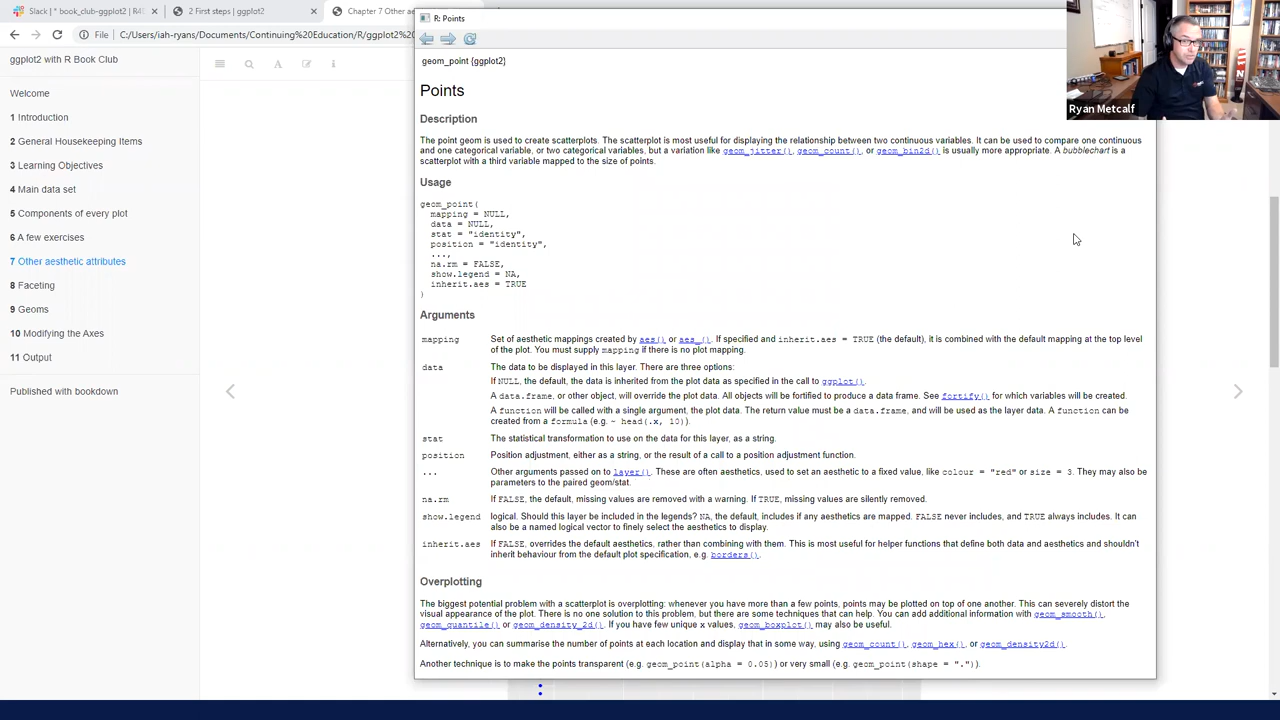 Slack | * book_club-ggplot2 | R4D
2 First steps | ggplot2
Chapter 7 Other aes
File | C:/Users/iah-ryans/Documents/Continuing%20Education/R/ggplot2%20
ggplot2 with R Book Club
Welcome
1 Introduction
2 General Housekeeping Items
3 Learning Objectives
4 Main data set
5 Components of every plot
6 A few exercises
7 Other aesthetic attributes
8 Faceting
9 Geoms
10 Modifying the Axes
11 Output
Published with bookdown
R: Points
geom_point {ggplot2}
Points
Description
The point geom is used to create scatterplots. The scatterplot is most useful for displaying the relationship between two continuous variables. It can be used to compare one continuous
and one categorical variable, or two categorical variables, but a variation like geom_jitter(), geom_count(), or geom_bin2d() is usually more appropriate. A bubblechart is a
scatterplot with a third variable mapped to the size of points.
Usage
geom_point(
mapping = NULL,
data = NULL,
stat = "identity",
position = "identity",
...,
na.rm = FALSE,
show.legend = NA,
inherit.aes = TRUE
)
Arguments
mapping Set of aesthetic mappings created by aes() or aes_(). If specified and inherit.aes = TRUE (the default), it is combined with the default mapping at the top level
of the plot. You must supply mapping if there is no plot mapping.
data The data to be displayed in this layer. There are three options:
If NULL, the default, the data is inherited from the plot data as specified in the call to ggplot().
A data.frame, or other object, will override the plot data. All objects will be fortified to produce a data frame. See fortify() for which variables will be created.
A function will be called with a single argument, the plot data. The return value must be a data.frame, and will be used as the layer data. A function can be
created from a formula (e.g. ~ head(.x, 10)).
stat The statistical transformation to use on the data for this layer, as a string.
position Position adjustment, either as a string, or the result of a call to a position adjustment function.
... Other arguments passed on to layer(). These are often aesthetics, used to set an aesthetic to a fixed value, like colour = "red" or size = 3. They may also be
parameters to the paired geom/stat.
na.rm If FALSE, the default, missing values are removed with a warning. If TRUE, missing values are silently removed.
show.legend logical. Should this layer be included in the legends? NA, the default, includes if any aesthetics are mapped. FALSE never includes, and TRUE always includes. It can
also be a named logical vector to finely select the aesthetics to display.
inherit.aes If FALSE, overrides the default aesthetics, rather than combining with them. This is most useful for helper functions that define both data and aesthetics and shouldn't
inherit behaviour from the default plot specification, e.g. borders().
Overplotting
The biggest potential problem with a scatterplot is overplotting: whenever you have more than a few points, points may be plotted on top of one another. This can severely distort the
visual appearance of the plot. There is no one solution to this problem, but there are some techniques that can help. You can add additional information with geom_smooth(),
geom_quantile() or geom_density_2d(). If you have few unique x values, geom_boxplot() may also be useful.
Alternatively, you can summarise the number of points at each location and display that in some way, using geom_count(), geom_hex(), or geom_density2d().
Another technique is to make the points transparent (e.g. geom_point(alpha = 0.05)) or very small (e.g. geom_point(shape = ".")).
Ryan Metcalf